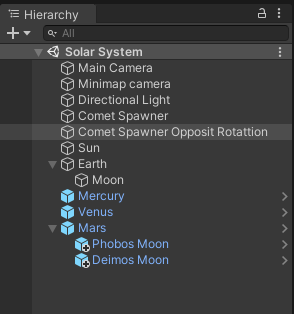 Hierarchy
All
Solar System
Main Camera
Minimap camera
Directional Light
Comet Spawner
Comet Spawner Opposit Rotattion
Sun
Earth
Moon
Mercury
Venus
Mars
Phobos Moon
Deimos Moon